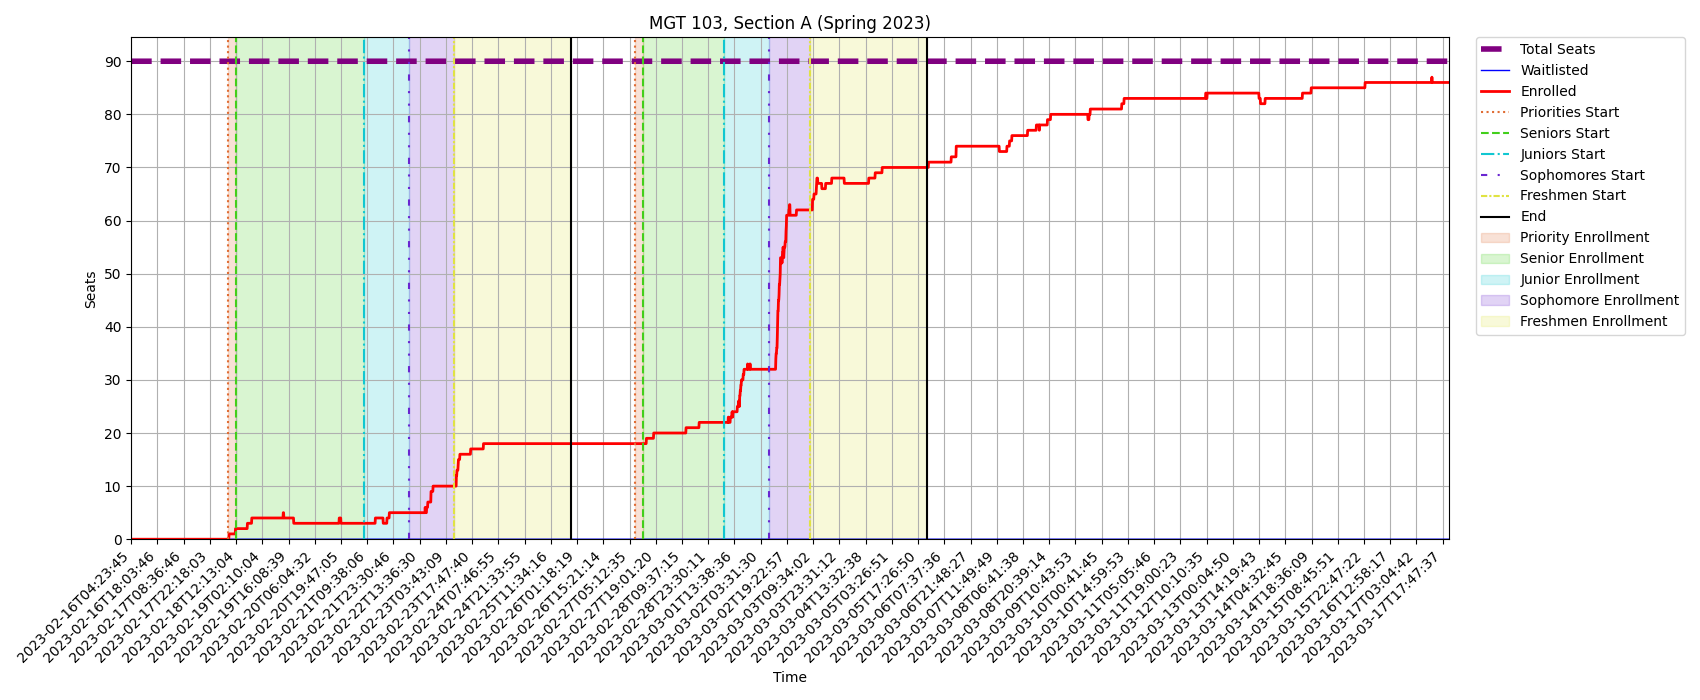 MGT 103, Section A (Spring 2023)
Seats
90
80
70
60
50
40
30
20
10
0
2023-02-16T04:23:45
2023-02-16T18:03:46
2023-02-17T08:36:46
2023-02-17T22:18:03
2023-02-18T12:13:04
2023-02-19T02:10:04
2023-02-19T16:08:39
2023-02-20T06:04:32
2023-02-20T19:47:05
2023-02-21T09:38:06
2023-02-21T23:30:46
2023-02-22T13:36:30
2023-02-23T03:43:09
2023-02-23T17:47:40
2023-02-24T07:46:55
2023-02-24T21:33:55
2023-02-25T11:34:16
2023-02-26T01:18:19
2023-02-26T15:21:14
2023-02-27T05:12:35
2023-02-27T19:01:20
2023-02-28T09:37:15
2023-02-28T23:30:11
2023-03-01T13:38:36
2023-03-02T03:31:30
2023-03-02T19:22:57
2023-03-03T09:34:02
2023-03-03T23:31:12
2023-03-04T13:32:38
2023-03-05T03:26:51
2023-03-05T17:26:50
2023-03-06T07:37:36
2023-03-06T21:48:27
2023-03-07T11:49:49
2023-03-08T06:41:38
2023-03-08T20:39:14
2023-03-09T10:43:53
2023-03-10T00:41:45
2023-03-10T14:59:53
2023-03-11T05:05:46
2023-03-11T19:00:23
2023-03-12T10:10:35
2023-03-13T00:04:50
2023-03-13T14:19:43
2023-03-14T04:32:45
2023-03-14T18:36:09
2023-03-15T08:45:51
2023-03-15T22:47:22
2023-03-16T12:58:17
2023-03-17T03:04:42
2023-03-17T17:47:37
Time
Total Seats
Waitlisted
Enrolled
Priorities Start
Seniors Start
Juniors Start
Sophomores Start
Freshmen Start
End
Priority Enrollment
Senior Enrollment
Junior Enrollment
Sophomore Enrollment
Freshmen Enrollment